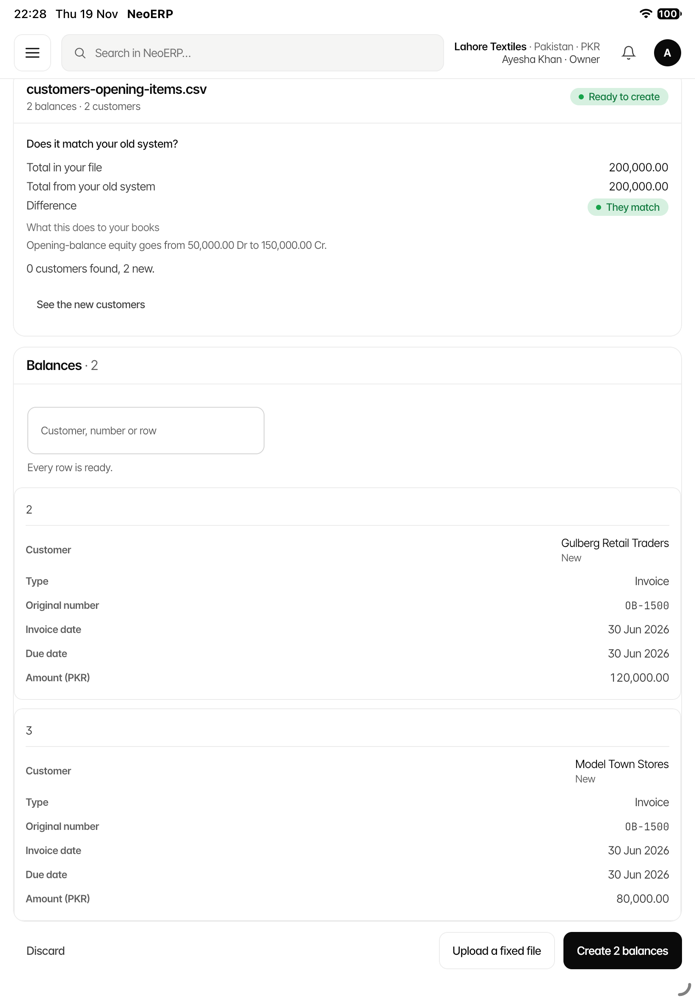 22:28 Thu 19 Nov NeoERP
100
Search in NeoERP...
Lahore Textiles · Pakistan · PKR
Ayesha Khan · Owner
A
customers-opening-items.csv
2 balances · 2 customers
Ready to create
Does it match your old system?
Total in your file 200,000.00
Total from your old system 200,000.00
Difference They match
What this does to your books
Opening-balance equity goes from 50,000.00 Dr to 150,000.00 Cr.
0 customers found, 2 new.
See the new customers
Balances · 2
Customer, number or row
Every row is ready.
2
Customer Gulberg Retail Traders
New
Type Invoice
Original number OB-1500
Invoice date 30 Jun 2026
Due date 30 Jun 2026
Amount (PKR) 120,000.00
3
Customer Model Town Stores
New
Type Invoice
Original number OB-1500
Invoice date 30 Jun 2026
Due date 30 Jun 2026
Amount (PKR) 80,000.00
Discard Upload a fixed file Create 2 balances